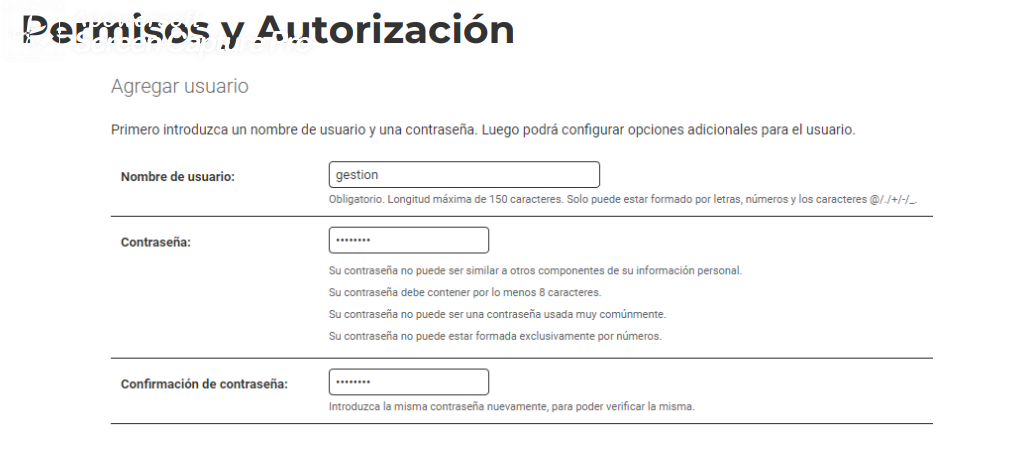 Permisos y Autorización
Screen Capture Pro
Agregar usuario
Primero introduzca un nombre de usuario y una contraseña. Luego podrá configurar opciones adicionales para el usuario.
Nombre de usuario:
gestion
Obligatorio. Longitud máxima de 150 caracteres. Solo puede estar formado por letras, números y los caracteres @/./+/-/_.
Contraseña:
••••••••
Su contraseña no puede ser similar a otros componentes de su información personal.
Su contraseña debe contener por lo menos 8 caracteres.
Su contraseña no puede ser una contraseña usada muy comúnmente.
Su contraseña no puede estar formada exclusivamente por números.
Confirmación de contraseña:
••••••••
Introduzca la misma contraseña nuevamente, para poder verificar la misma.